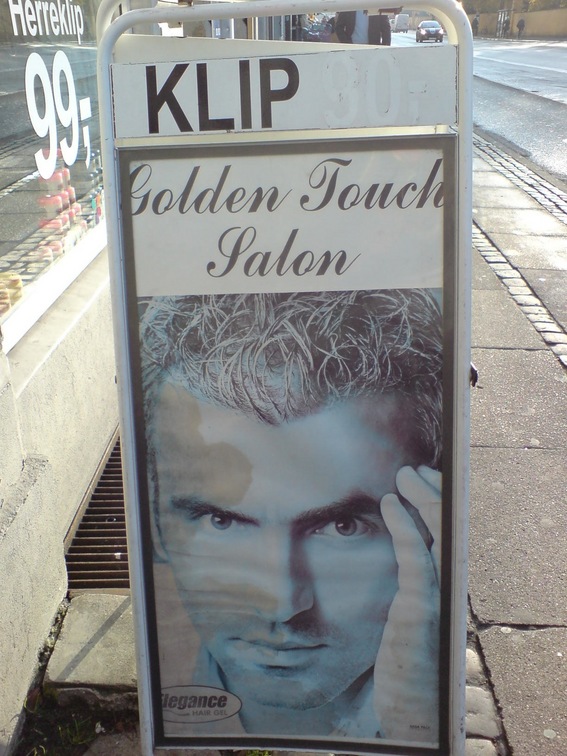 Herreklip
99,-
KLIP 90,-
Golden Touch
Salon
Elegance
HAIR GEL